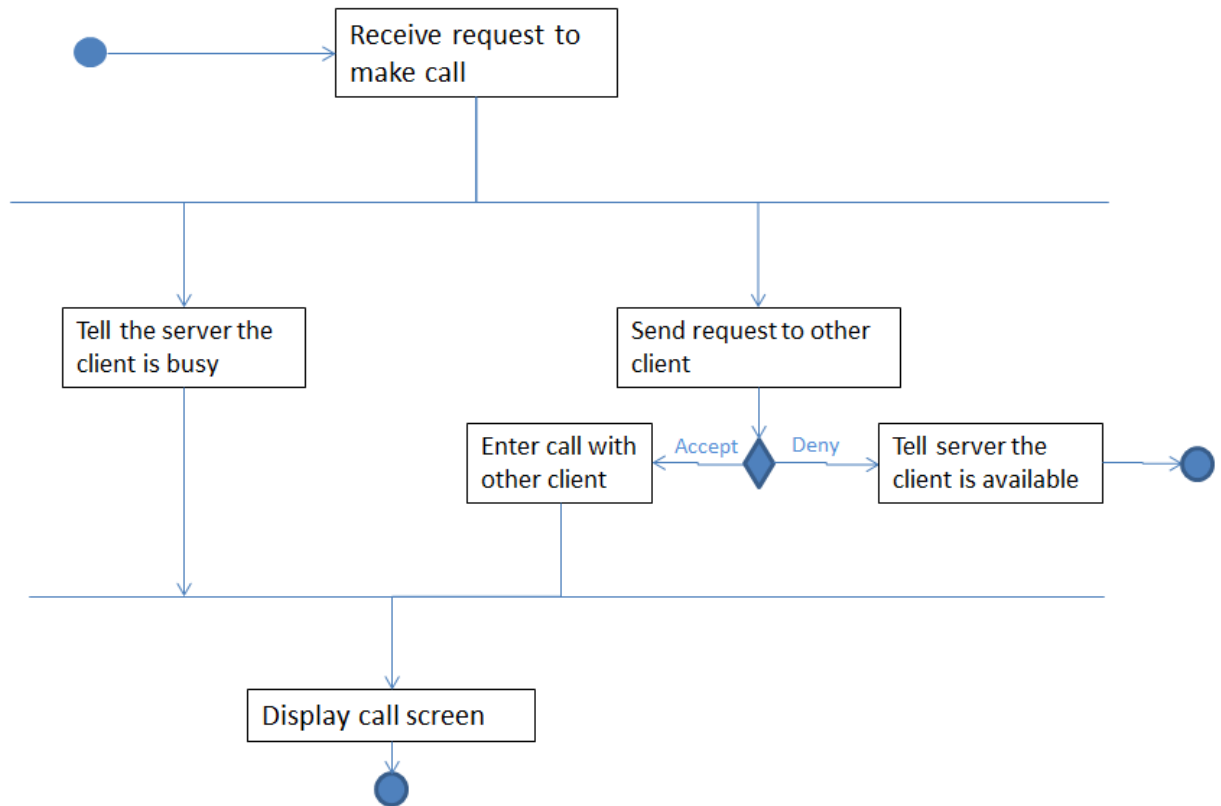 Receive request to
make call
Tell the server the
client is busy
Send request to other
client
Enter call with
other client
Accept
Deny
Tell server the
client is available
Display call screen